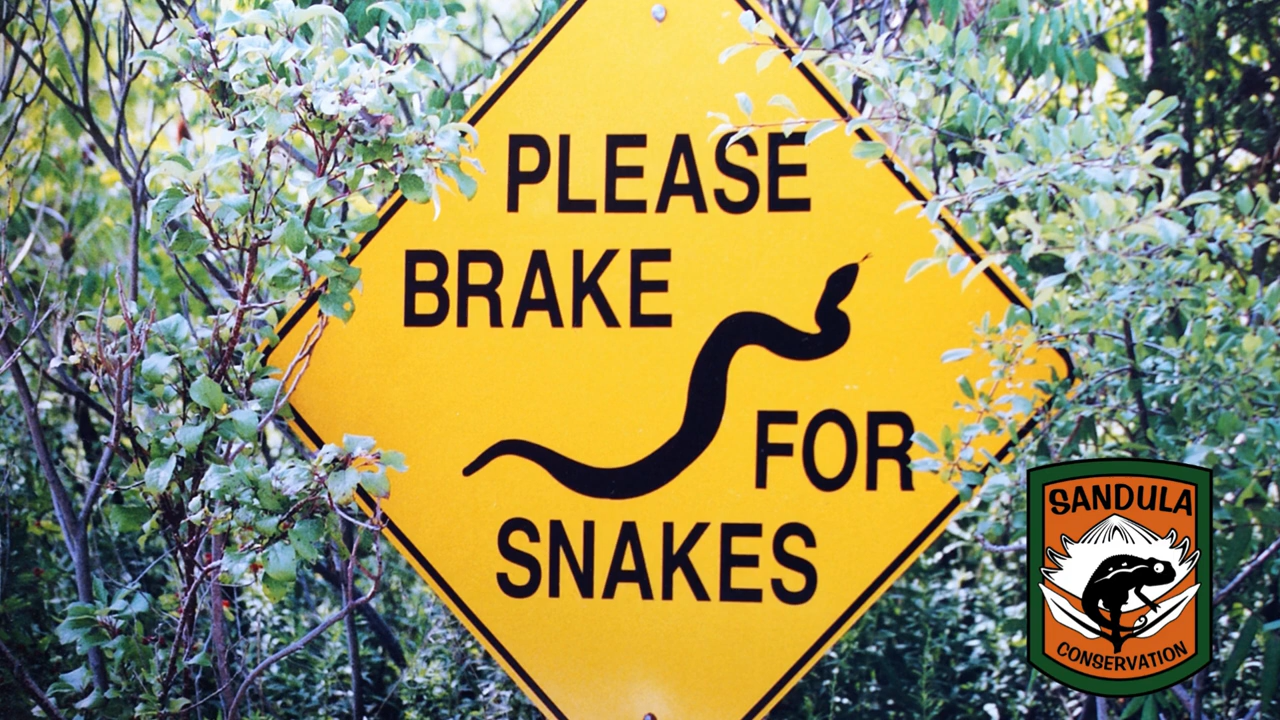 PLEASE
BRAKE
FOR
SNAKES
SANDULA
CONSERVATION